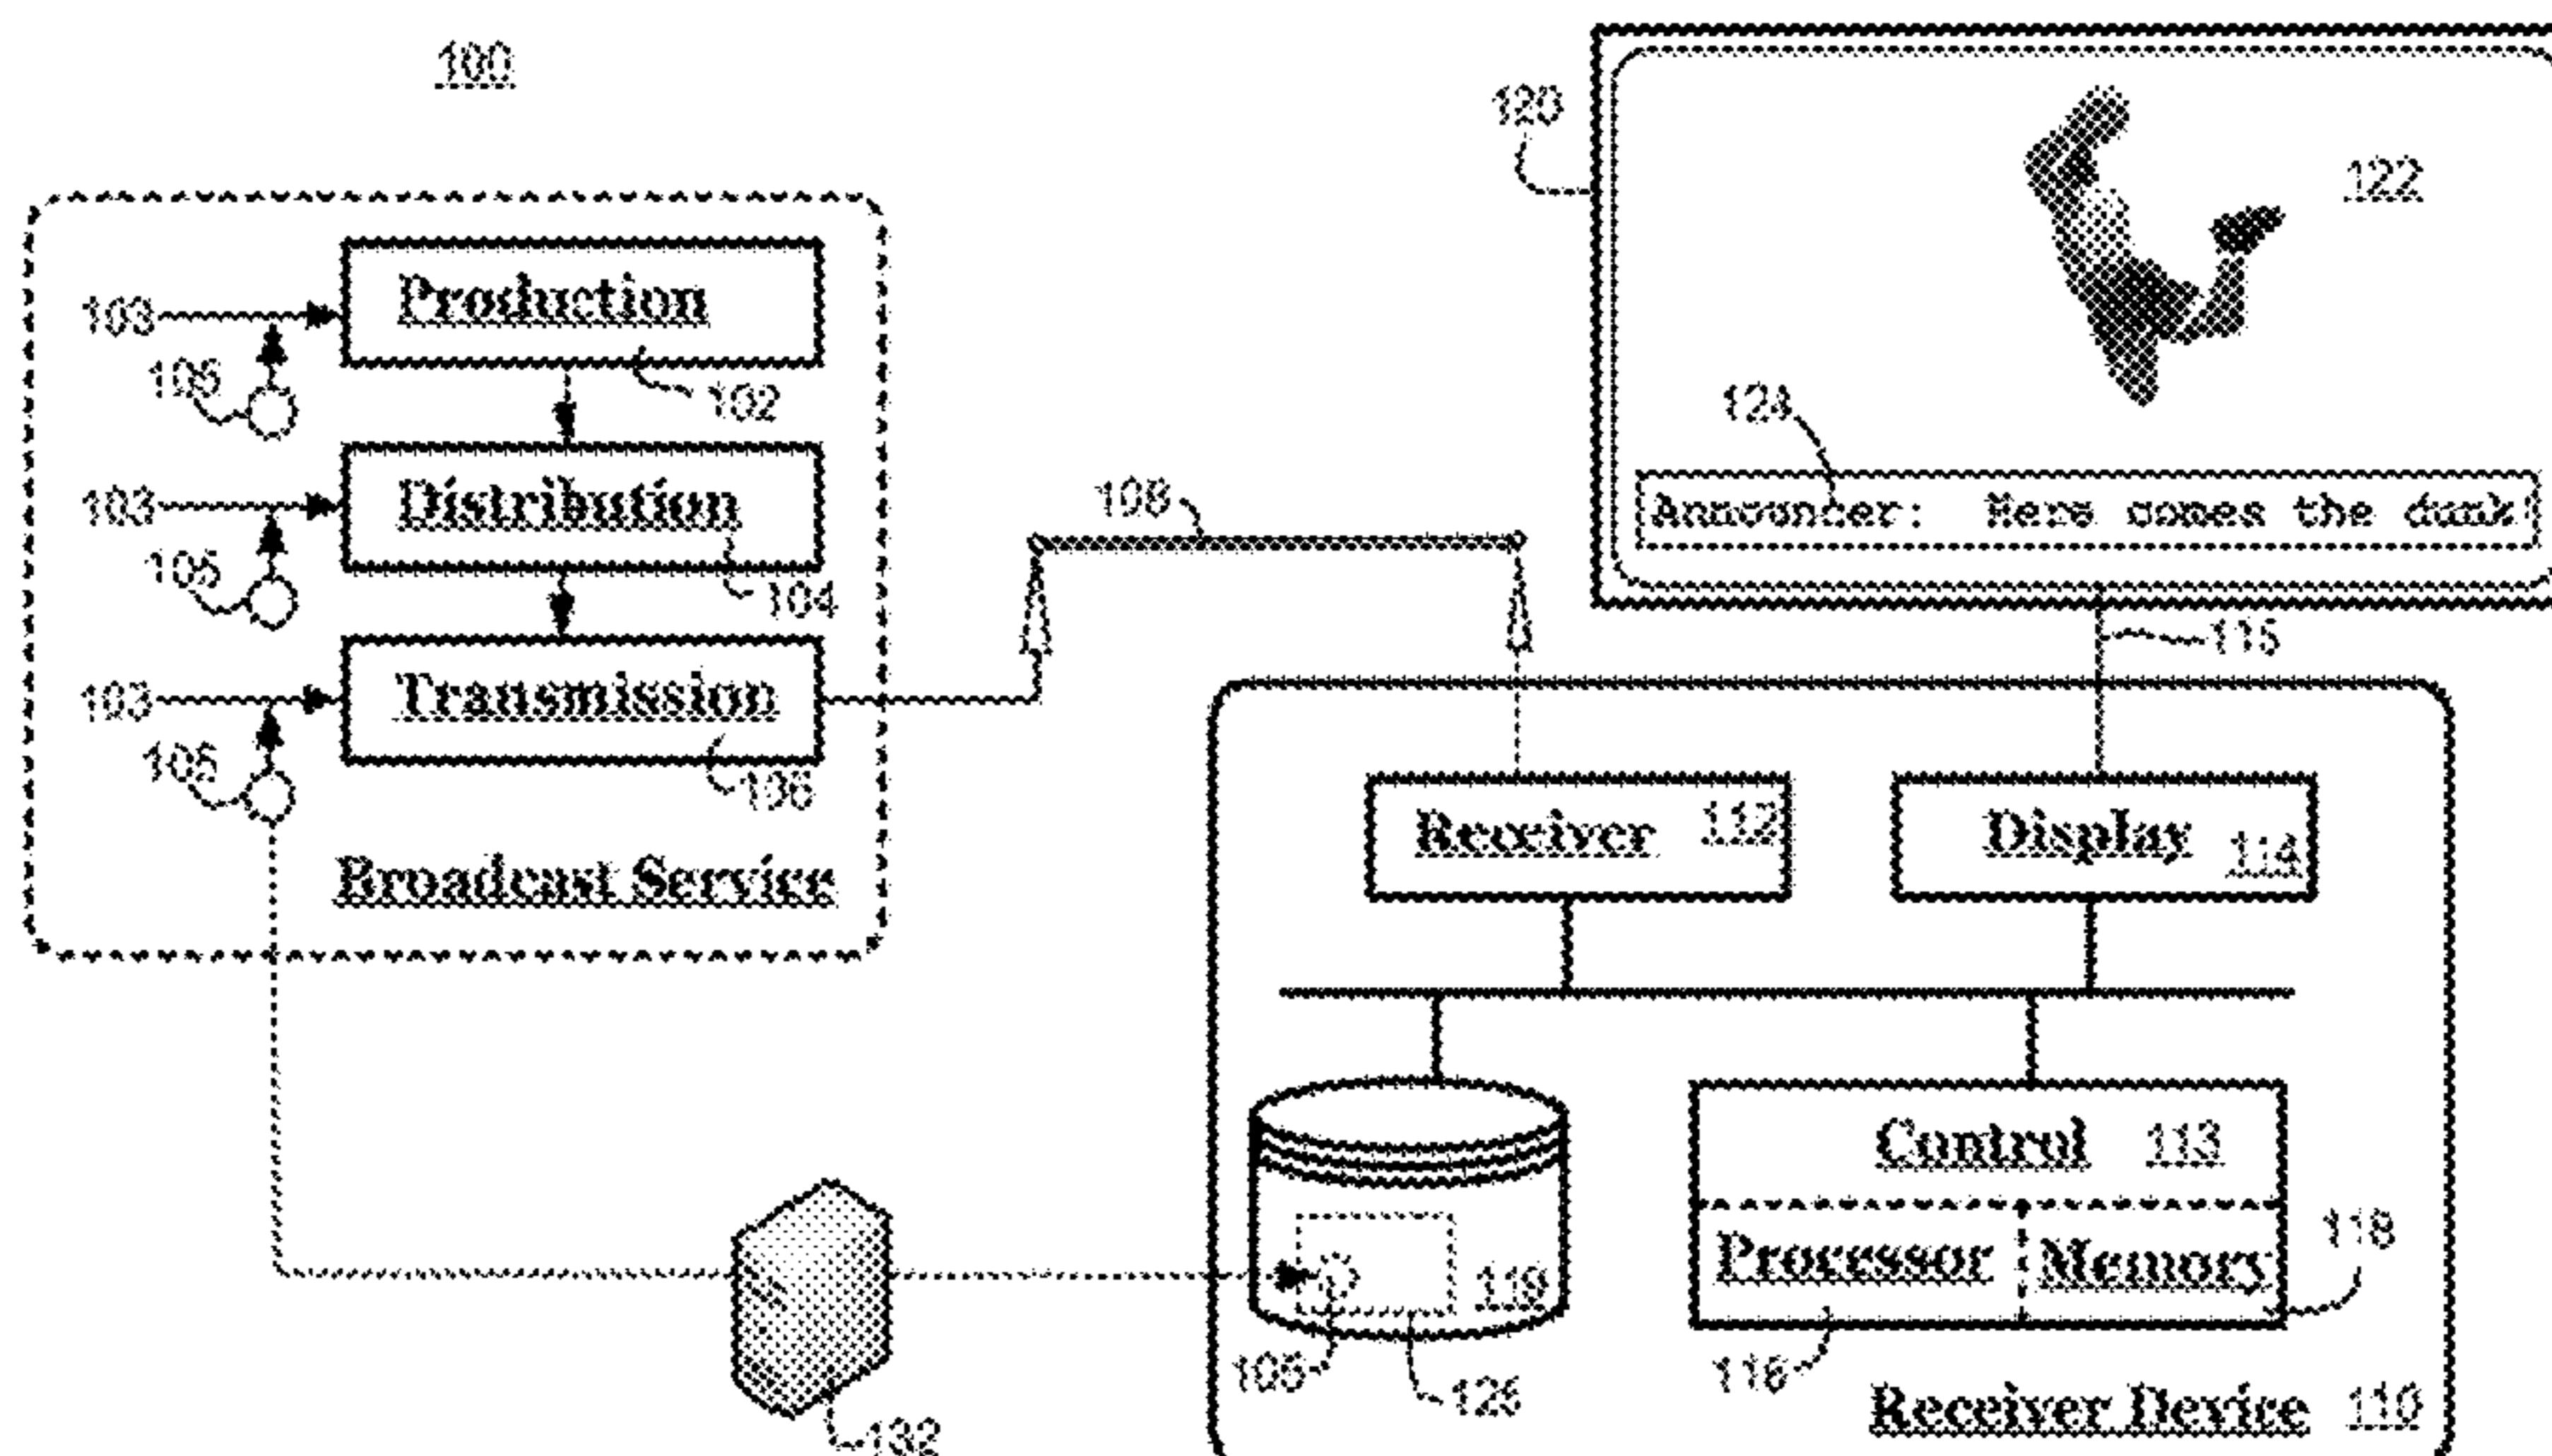 100
120
122
Production
103
105
102
124
Distribution
103
105
104
108
Announcer: Here comes the dunk
115
Transmission
103
105
106
Receiver 112
Display 114
Broadcast Service
Control 113
Processor
Memory
118
119
105
125
116
Receiver Device 110
132